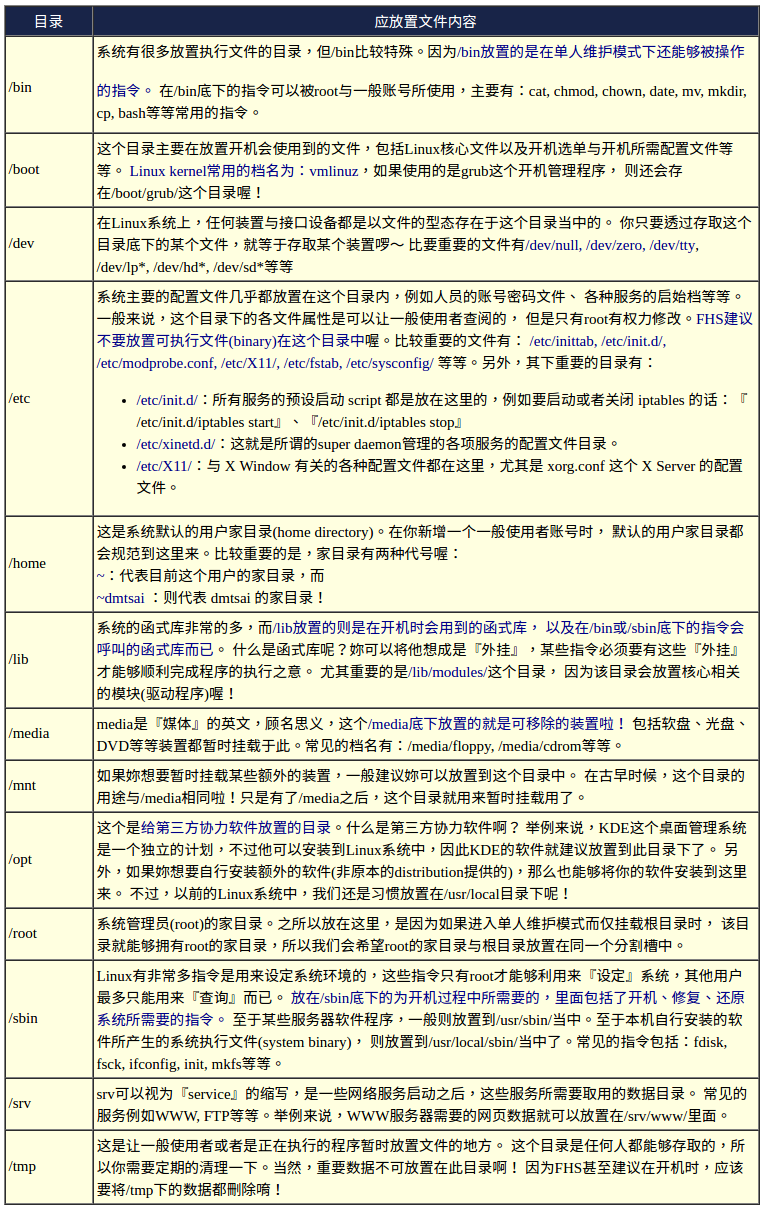 目录 应放置文件内容
系统有很多放置执行文件的目录，但/bin比较特殊。因为/bin放置的是在单人维护模式下还能够被操作
/bin
的指令。 在/bin底下的指令可以被root与一般账号所使用，主要有：cat, chmod, chown, date, mv, mkdir,
cp, bash等等常用的指令。
这个目录主要在放置开机会使用到的文件，包括Linux核心文件以及开机选单与开机所需配置文件等
/boot 等。 Linux kernel常用的档名为：vmlinuz，如果使用的是grub这个开机管理程序， 则还会存
在/boot/grub/这个目录喔！
在Linux系统上，任何装置与接口设备都是以文件的型态存在于这个目录当中的。 你只要透过存取这个
/dev 目录底下的某个文件，就等于存取某个装置啰～ 比要重要的文件有/dev/null, /dev/zero, /dev/tty,
/dev/lp*, /dev/hd*, /dev/sd*等等
系统主要的配置文件几乎都放置在这个目录内，例如人员的账号密码文件、 各种服务的启始档等等。
一般来说，这个目录下的各文件属性是可以让一般使用者查阅的， 但是只有root有权力修改。FHS建议
不要放置可执行文件(binary)在这个目录中喔。比较重要的文件有： /etc/inittab, /etc/init.d/,
/etc/modprobe.conf, /etc/X11/, /etc/fstab, /etc/sysconfig/ 等等。另外，其下重要的目录有：
/etc
• /etc/init.d/：所有服务的预设启动 script 都是放在这里的，例如要启动或者关闭 iptables 的话：『
/etc/init.d/iptables start』、『/etc/init.d/iptables stop』
• /etc/xinetd.d/：这就是所谓的super daemon管理的各项服务的配置文件目录。
• /etc/X11/：与 X Window 有关的各种配置文件都在这里，尤其是 xorg.conf 这个 X Server 的配置
文件。
这是系统默认的用户家目录(home directory)。在你新增一个一般使用者账号时， 默认的用户家目录都
会规范到这里来。比较重要的是，家目录有两种代号喔：
/home
~：代表目前这个用户的家目录，而
~dmtsai ：则代表 dmtsai 的家目录！
系统的函式库非常的多，而/lib放置的则是在开机时会用到的函式库， 以及在/bin或/sbin底下的指令会
呼叫的函式库而已。 什么是函式库呢？妳可以将他想成是『外挂』，某些指令必须要有这些『外挂』
/lib
才能够顺利完成程序的执行之意。 尤其重要的是/lib/modules/这个目录， 因为该目录会放置核心相关
的模块(驱动程序)喔！
media是『媒体』的英文，顾名思义，这个/media底下放置的就是可移除的装置啦！ 包括软盘、光盘、
/media
DVD等等装置都暂时挂载于此。常见的档名有：/media/floppy, /media/cdrom等等。
如果妳想要暂时挂载某些额外的装置，一般建议妳可以放置到这个目录中。 在古早时候，这个目录的
/mnt
用途与/media相同啦！只是有了/media之后，这个目录就用来暂时挂载用了。
这个是给第三方协力软件放置的目录。什么是第三方协力软件啊？ 举例来说，KDE这个桌面管理系统
是一个独立的计划，不过他可以安装到Linux系统中，因此KDE的软件就建议放置到此目录下了。 另
/opt
外，如果妳想要自行安装额外的软件(非原本的distribution提供的)，那么也能够将你的软件安装到这里
来。 不过，以前的Linux系统中，我们还是习惯放置在/usr/local目录下呢！
系统管理员(root)的家目录。之所以放在这里，是因为如果进入单人维护模式而仅挂载根目录时， 该目
/root
录就能够拥有root的家目录，所以我们会希望root的家目录与根目录放置在同一个分割槽中。
Linux有非常多指令是用来设定系统环境的，这些指令只有root才能够利用来『设定』系统，其他用户
最多只能用来『查询』而已。 放在/sbin底下的为开机过程中所需要的，里面包括了开机、修复、还原
/sbin 系统所需要的指令。 至于某些服务器软件程序，一般则放置到/usr/sbin/当中。至于本机自行安装的软
件所产生的系统执行文件(system binary)， 则放置到/usr/local/sbin/当中了。常见的指令包括：fdisk,
fsck, ifconfig, init, mkfs等等。
srv可以视为『service』的缩写，是一些网络服务启动之后，这些服务所需要取用的数据目录。 常见的
/srv
服务例如WWW, FTP等等。举例来说，WWW服务器需要的网页数据就可以放置在/srv/www/里面。
这是让一般使用者或者是正在执行的程序暂时放置文件的地方。 这个目录是任何人都能够存取的，所
/tmp 以你需要定期的清理一下。当然，重要数据不可放置在此目录啊！ 因为FHS甚至建议在开机时，应该
要将/tmp下的数据都删除唷！